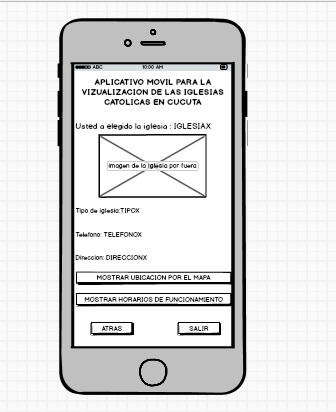 ABC 10:00 AM
APLICATIVO MOVIL PARA LA
VIZUALIZACION DE LAS IGLESIAS
CATOLICAS EN CUCUTA
Usted a elegido la iglesia : IGLESIAX
imagen de la iglesia por fuera
Tipo de iglesia:TIPOX
Telefono: TELEFONOX
Direccion: DIRECCIONX
MOSTRAR UBICACION POR EL MAPA
MOSTRAR HORARIOS DE FUNCIONAMIENTO
ATRAS SALIR